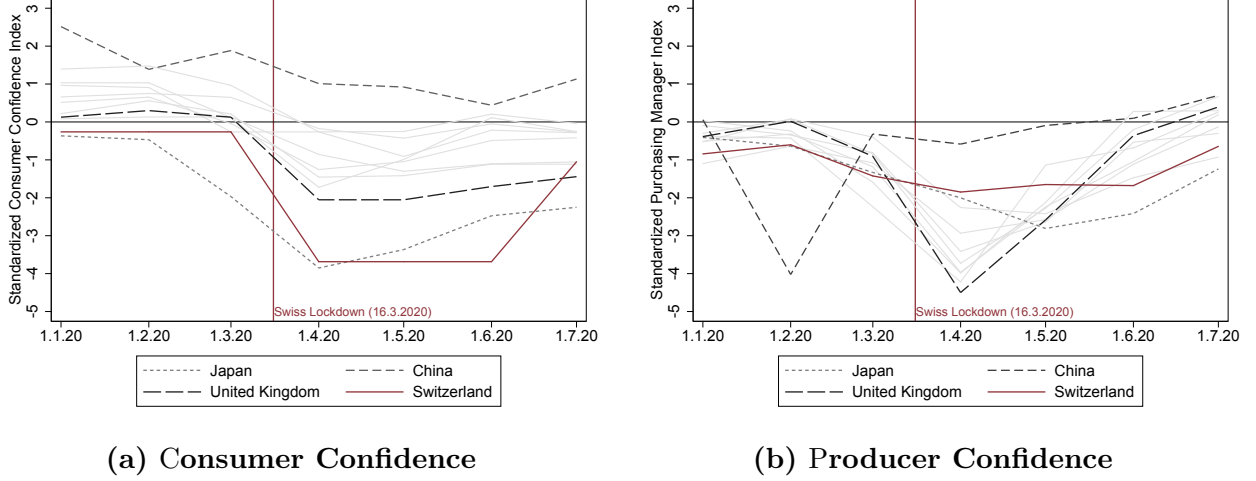 Standardized Consumer Confidence Index
3
2
1
0
-1
-2
-3
-4
-5
Swiss Lockdown (16.3.2020)
1.1.20 1.2.20 1.3.20 1.4.20 1.5.20 1.6.20 1.7.20
Japan China
United Kingdom Switzerland
(a) Consumer Confidence
Standardized Purchasing Manager Index
3
2
1
0
-1
-2
-3
-4
-5
Swiss Lockdown (16.3.2020)
1.1.20 1.2.20 1.3.20 1.4.20 1.5.20 1.6.20 1.7.20
Japan China
United Kingdom Switzerland
(b) Producer Confidence